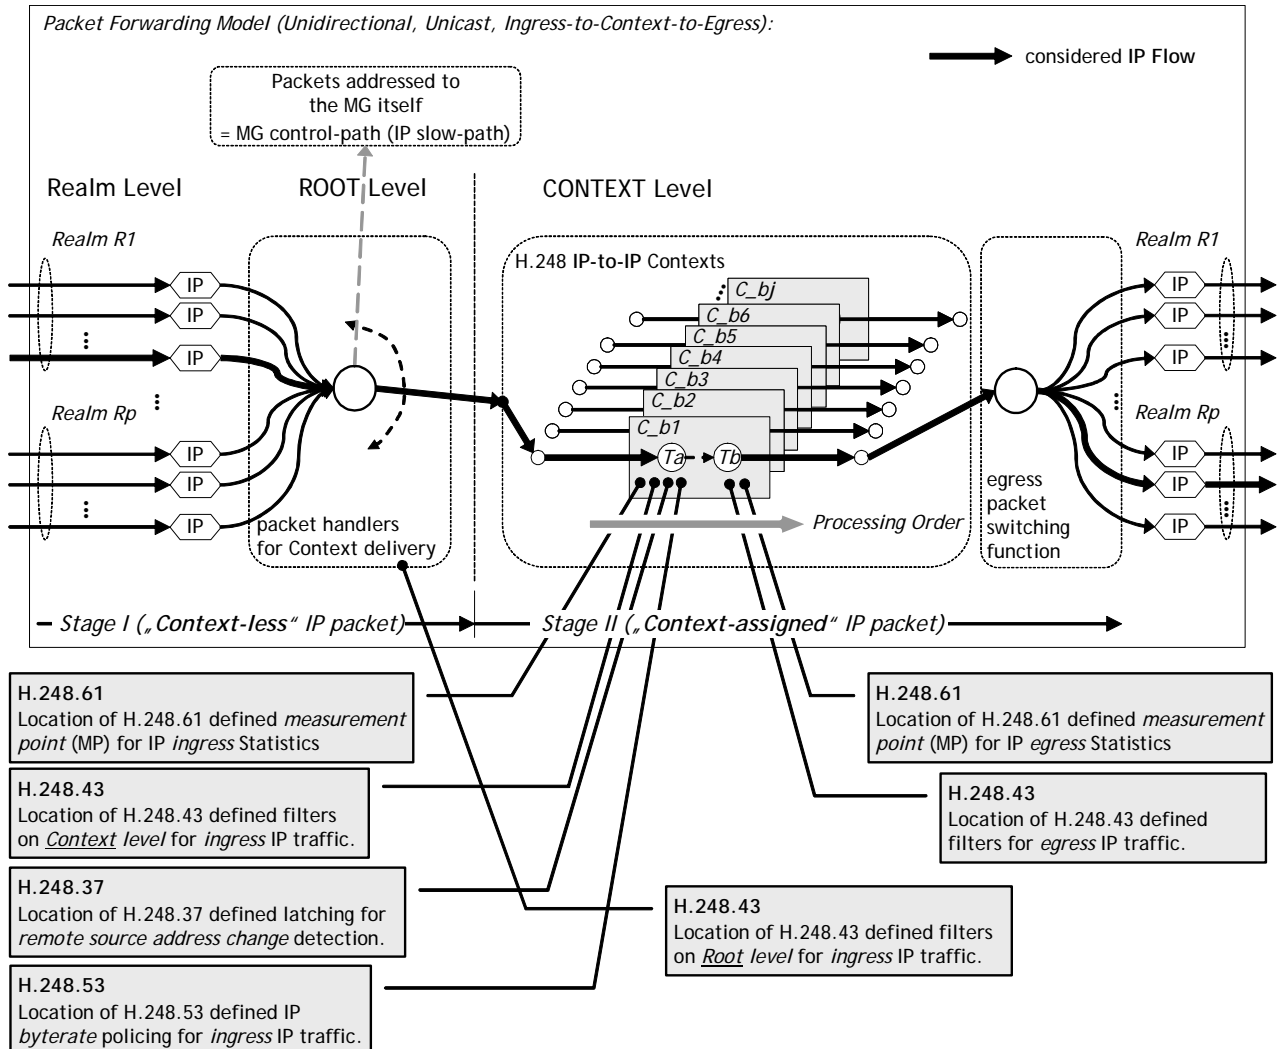 Packet Forwarding Model (Unidirectional, Unicast, Ingress-to-Context-to-Egress):
considered IP Flow
Packets addressed to
the MG itself
= MG control-path (IP slow-path)
Realm Level
ROOT Level
CONTEXT Level
Realm R1
IP
IP
...
IP
...
Realm Rp
IP
IP
...
IP
packet handlers
for Context delivery
H.248 IP-to-IP Contexts
... C_bj
C_b6
C_b5
C_b4
C_b3
C_b2
C_b1
Ta
Tb
Processing Order
egress
packet
switching
function
Realm R1
IP
IP
...
IP
...
Realm Rp
IP
IP
...
IP
Stage I („Context-less“ IP packet)
Stage II („Context-assigned“ IP packet)
H.248.61
Location of H.248.61 defined measurement
point (MP) for IP ingress Statistics
H.248.43
Location of H.248.43 defined filters
on Context level for ingress IP traffic.
H.248.37
Location of H.248.37 defined latching for
remote source address change detection.
H.248.53
Location of H.248.53 defined IP
byterate policing for ingress IP traffic.
H.248.61
Location of H.248.61 defined measurement
point (MP) for IP egress Statistics
H.248.43
Location of H.248.43 defined
filters for egress IP traffic.
H.248.43
Location of H.248.43 defined filters
on Root level for ingress IP traffic.